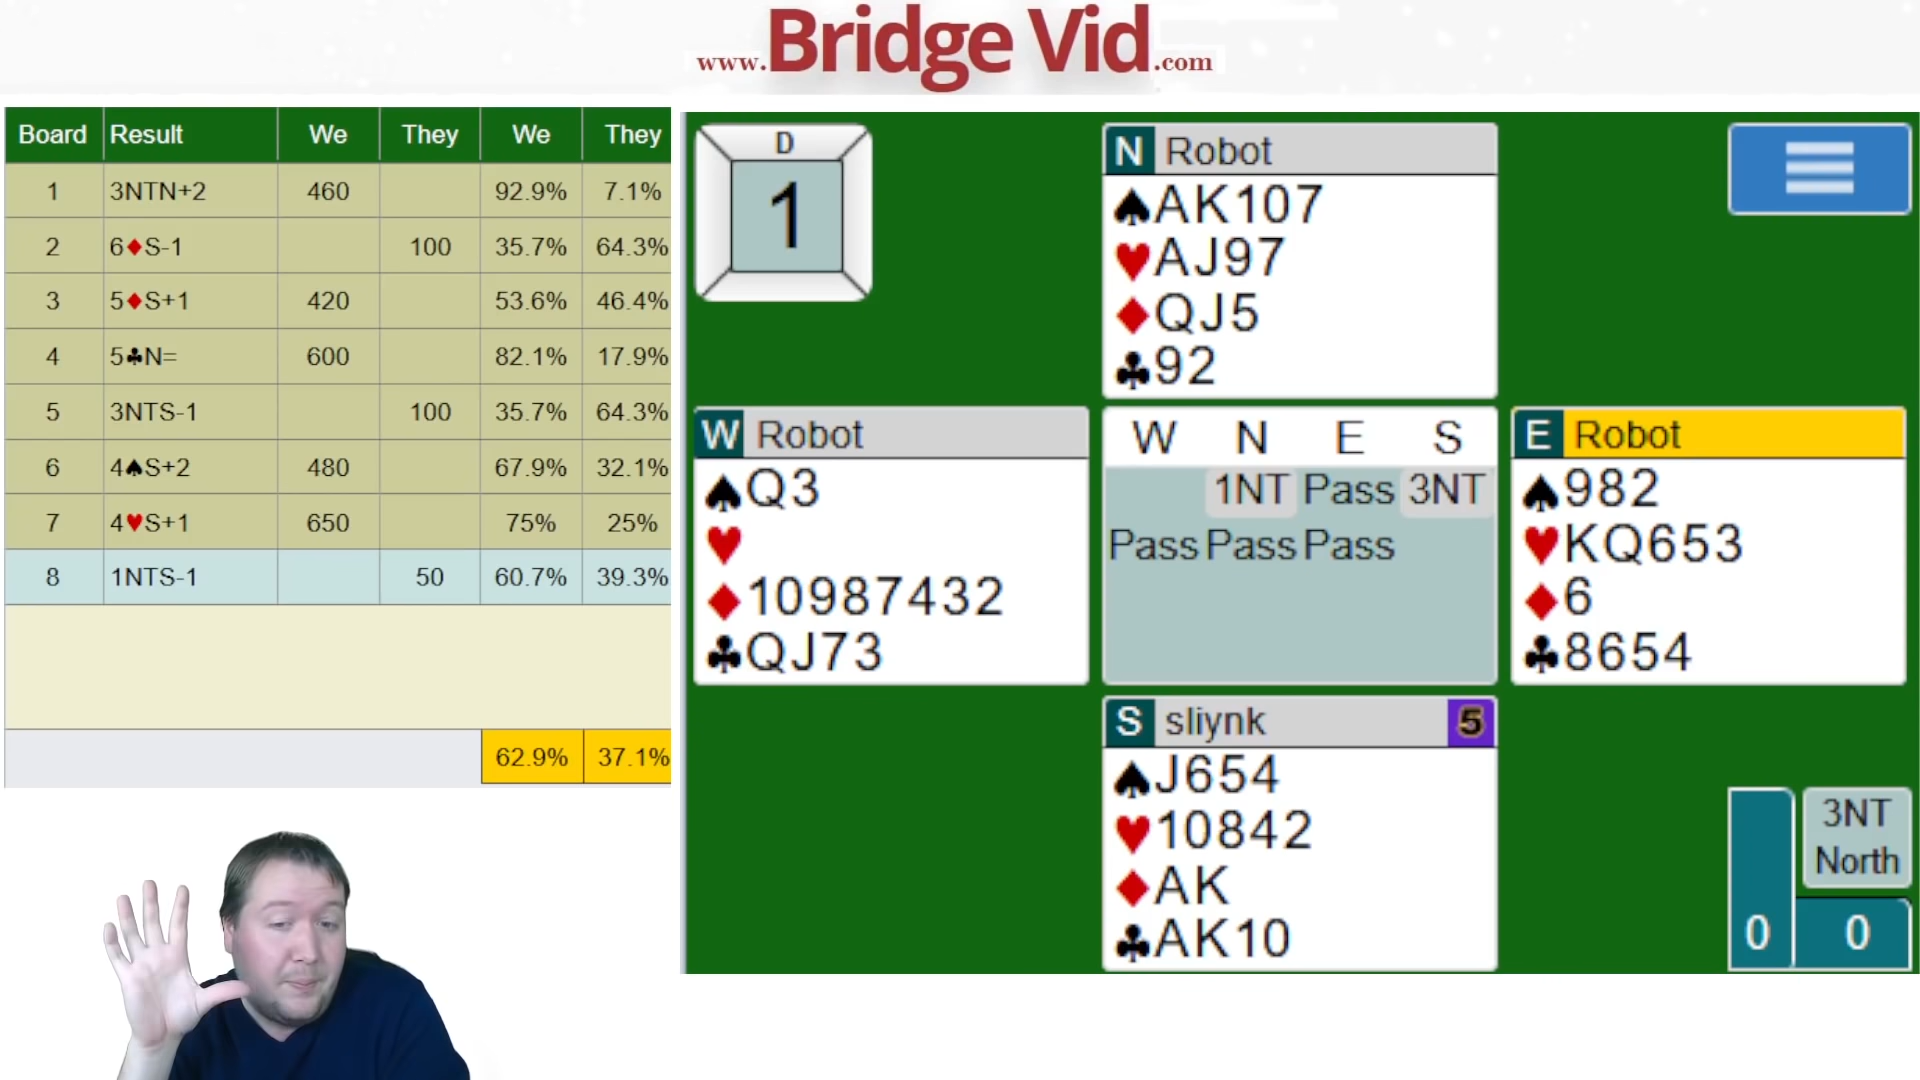 www.Bridge Vid.com
Board Result We They We They
1 3NTN+2 460 92.9% 7.1%
2 6♦S-1 100 35.7% 64.3%
3 5♦S+1 420 53.6% 46.4%
4 5♣N= 600 82.1% 17.9%
5 3NTS-1 100 35.7% 64.3%
6 4♠S+2 480 67.9% 32.1%
7 4♥S+1 650 75% 25%
8 1NTS-1 50 60.7% 39.3%
62.9% 37.1%
D
1
N Robot
♠AK107
♥AJ97
♦QJ5
♣92
W Robot
♠Q3
♥
♦10987432
♣QJ73
W N E S
1NT Pass 3NT
Pass Pass Pass
E Robot
♠982
♥KQ653
♦6
♣8654
S sliynk 5
♠J654
♥10842
♦AK
♣AK10
3NT
North
0 0